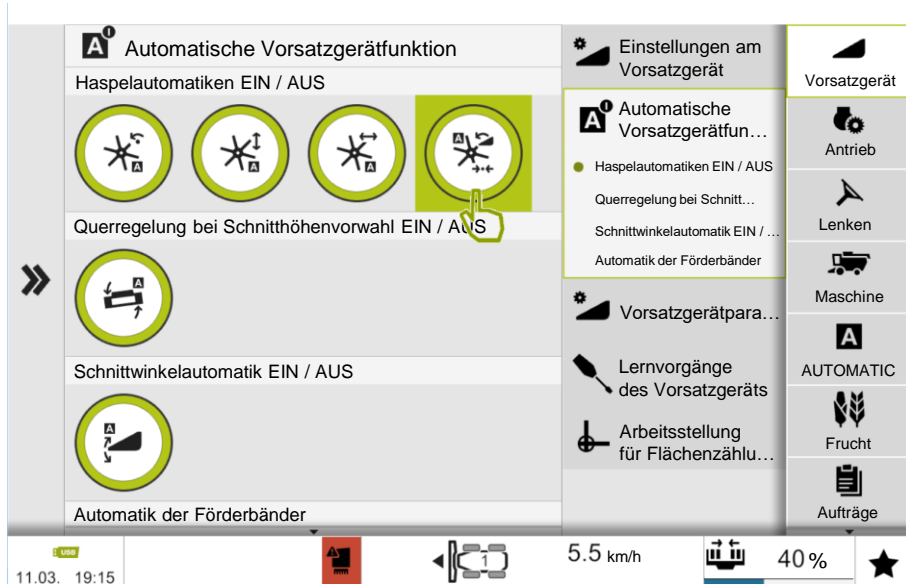 Automatische Vorsatzgerätfunktion
Haspelautomatiken EIN / AUS
A
A
A
A
Querregelung bei Schnitthöhenvorwahl EIN / AUS
A
Schnittwinkelautomatik EIN / AUS
A
Automatik der Förderbänder
Einstellungen am
Vorsatzgerät
A
Automatische
Vorsatzgerätfun…
Haspelautomatiken EIN / AUS
Querregelung bei Schnitt…
Schnittwinkelautomatik EIN / …
Automatik der Förderbänder
Vorsatzgerätpara…
Lernvorgänge
des Vorsatzgeräts
Arbeitsstellung
für Flächenzählu…
Vorsatzgerät
Antrieb
Lenken
Maschine
A
AUTOMATIC
Frucht
Aufträge
USB
11.03. 19:15
1
5.5 km/h
40 %